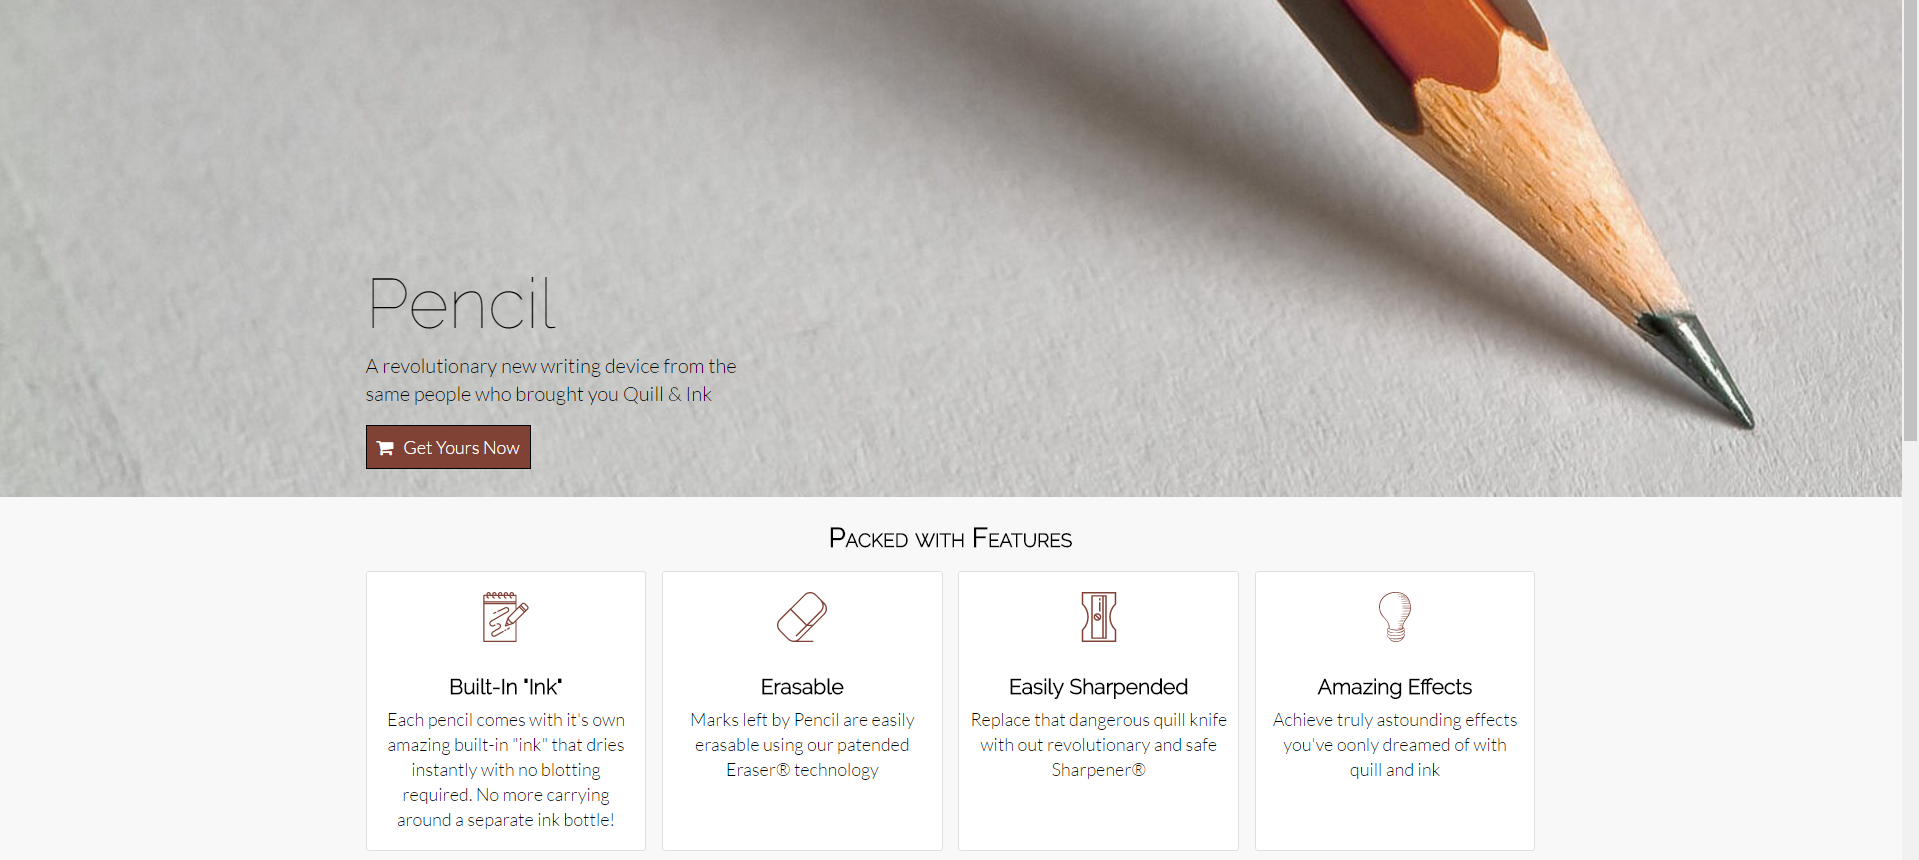 Pencil
A revolutionary new writing device from the
same people who brought you Quill & Ink
Get Yours Now
Packed with Features
Built-In "Ink"
Each pencil comes with it's own
amazing built-in "ink" that dries
instantly with no blotting
required. No more carrying
around a separate ink bottle!
Erasable
Marks left by Pencil are easily
erasable using our patended
Eraser® technology
Easily Sharpended
Replace that dangerous quill knife
with out revolutionary and safe
Sharpener®
Amazing Effects
Achieve truly astounding effects
you've oonly dreamed of with
quill and ink